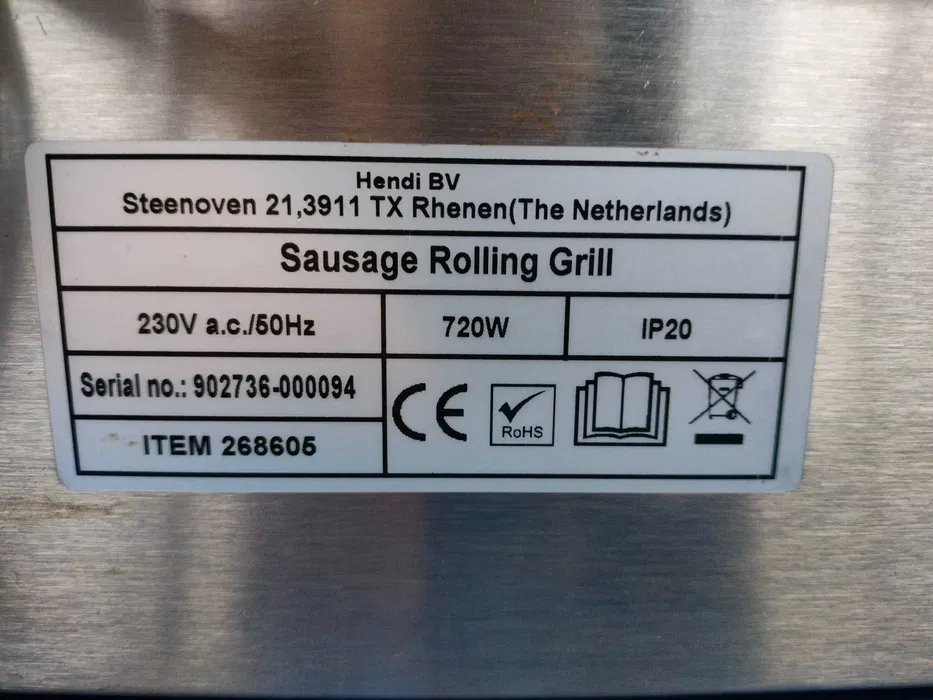 Hendi BV
Steenoven 21,3911 TX Rhenen(The Netherlands)
Sausage Rolling Grill
230V a.c./50Hz
720W
IP20
Serial no.: 902736-000094
ITEM 268605
CE
RoHS